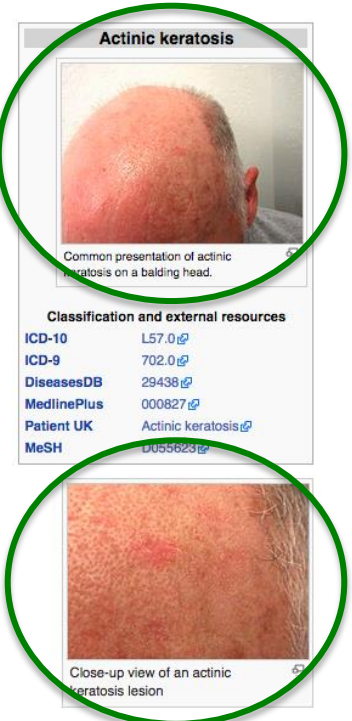 Actinic keratosis
Common presentation of actinic
keratosis on a balding head.
Classification and external resources
ICD-10 L57.0
ICD-9 702.0
DiseasesDB 29438
MedlinePlus 000827
Patient UK Actinic keratosis
MeSH D055623
Close-up view of an actinic
keratosis lesion